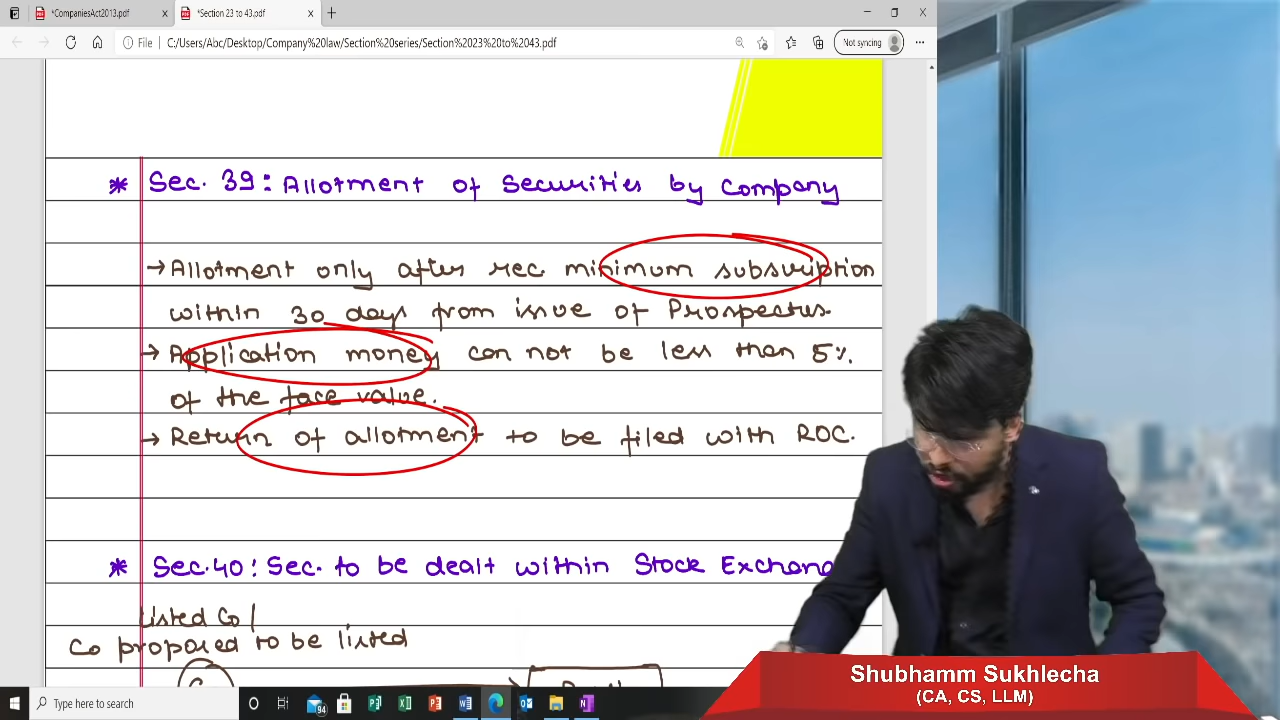 *CompaniesAct2013.pdf
*Section 23 to 43.pdf
File
C:/Users/Abc/Desktop/Company%20law/Section%20series/Section%2023%20to%2043.pdf
Not syncing
* Sec. 39: Allotment of Securities by Company
→ Allotment only after rec. minimum subscription
within 30 days from issue of Prospectus.
→ Application money can not be less than 5%
of the face value.
→ Return of allotment to be filed with ROC.
* Sec.40: Sec. to be dealt within Stock Exchan
Listed Co /
Co proposed to be listed
Shubhamm Sukhlecha
(CA, CS, LLM)
Type here to search
94